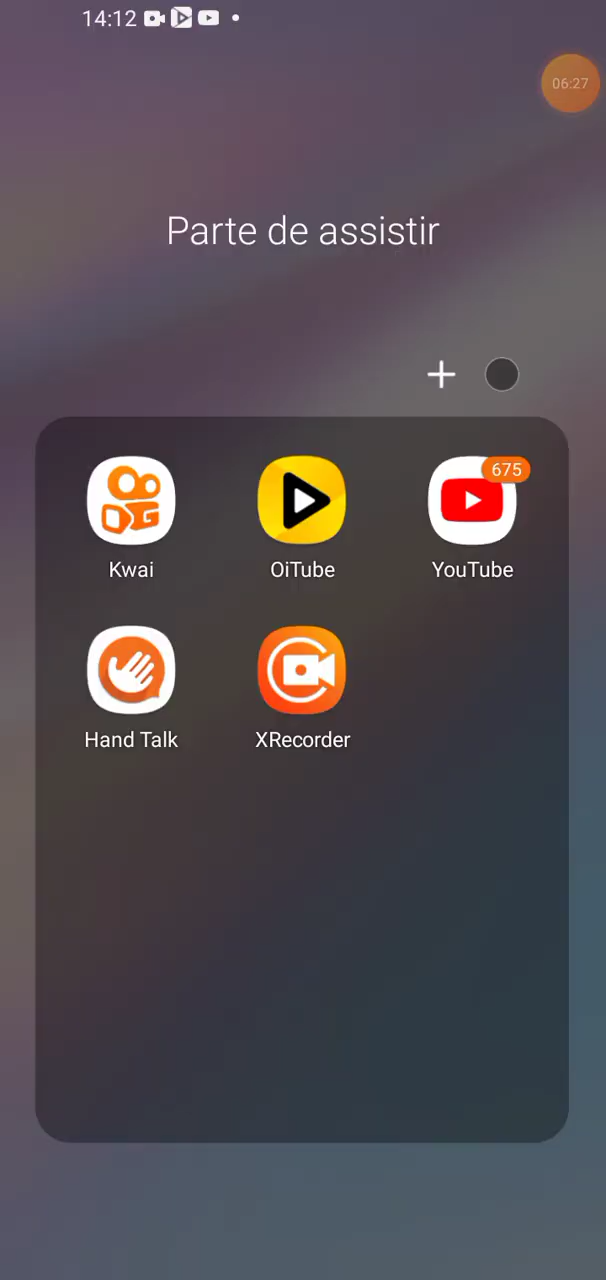 14:12
06:27
Parte de assistir
675
Kwai
OiTube
YouTube
Hand Talk
XRecorder